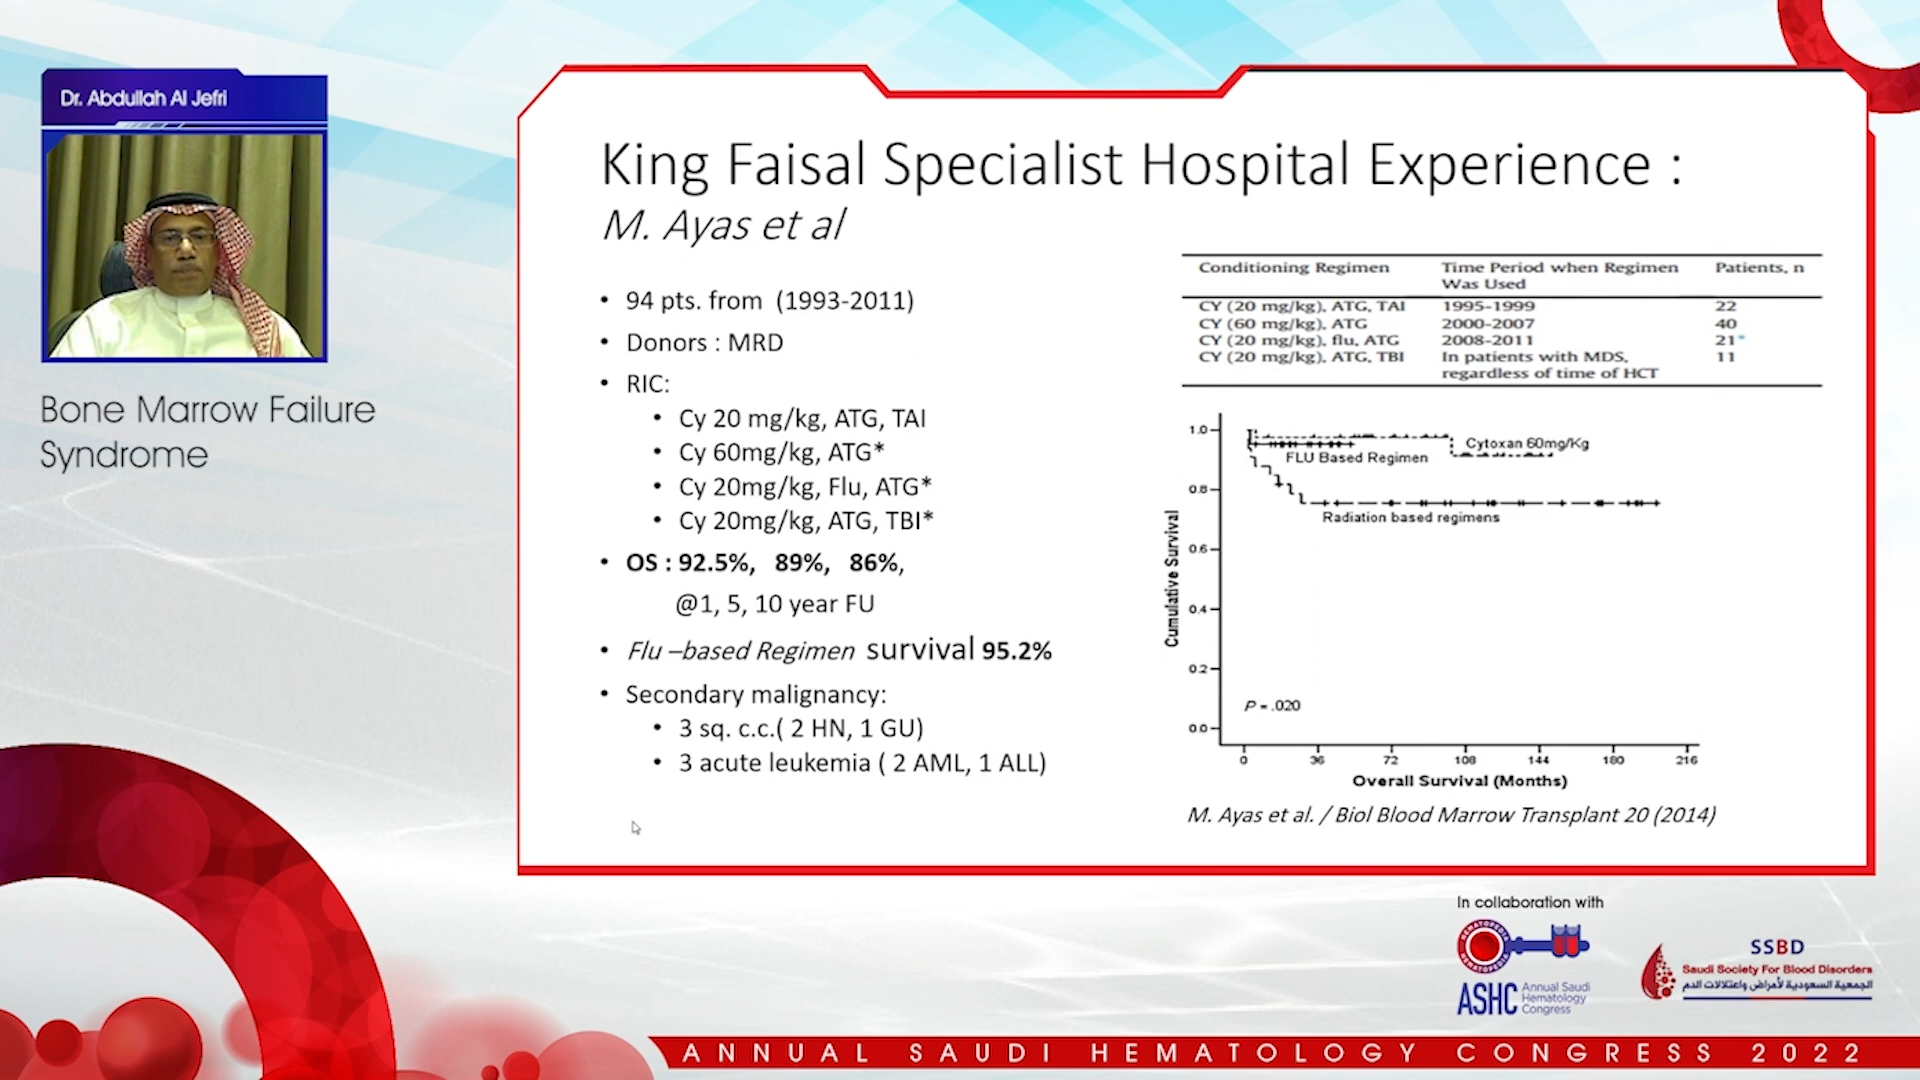 Dr. Abdullah Al Jefri
Bone Marrow Failure
Syndrome
King Faisal Specialist Hospital Experience :
M. Ayas et al
• 94 pts. from (1993-2011)
• Donors : MRD
• RIC:
• Cy 20 mg/kg, ATG, TAI
• Cy 60mg/kg, ATG*
• Cy 20mg/kg, Flu, ATG*
• Cy 20mg/kg, ATG, TBI*
• OS : 92.5%, 89%, 86%,
@1, 5, 10 year FU
• Flu –based Regimen survival 95.2%
• Secondary malignancy:
• 3 sq. c.c.( 2 HN, 1 GU)
• 3 acute leukemia ( 2 AML, 1 ALL)
Conditioning Regimen Time Period when Regimen Patients, n
Was Used
CY (20 mg/kg), ATG, TAI 1995-1999 22
CY (60 mg/kg), ATG 2000-2007 40
CY (20 mg/kg), flu, ATG 2008-2011 21*
CY (20 mg/kg), ATG, TBI In patients with MDS, 11
regardless of time of HCT
Cumulative Survival
1.0
0.8
0.6
0.4
0.2
0.0
Cytoxan 60mg/Kg
FLU Based Regimen
Radiation based regimens
P = .020
0 36 72 108 144 180 216
Overall Survival (Months)
M. Ayas et al. / Biol Blood Marrow Transplant 20 (2014)
In collaboration with
HEMATOPEDIA
HEMATOPEDIA
ASHC
Annual Saudi
Hematology
Congress
SSBD
Saudi Society For Blood Disorders
الجمعية السعودية لأمراض واعتلالات الدم
ANNUAL SAUDI HEMATOLOGY CONGRESS 2022